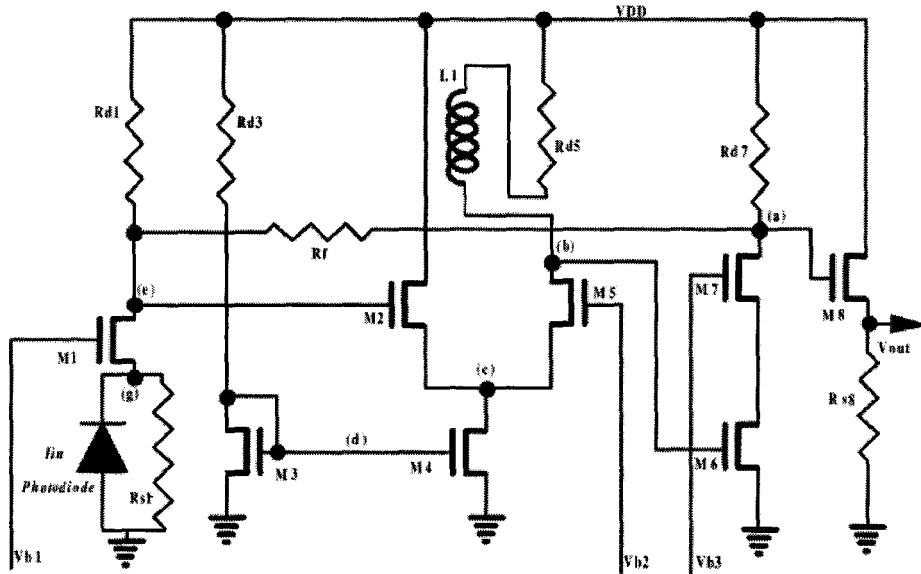 VDD
L1
Rd1
Rd3
Rd5
Rd7
(a)
Rf
(b)
(e)
M2
M5
M7
M8
Vout
M1
(g)
(c)
Rs8
Iin
Photodiode
Rs1
(d)
M3
M4
M6
Vb1
Vb2
Vb3